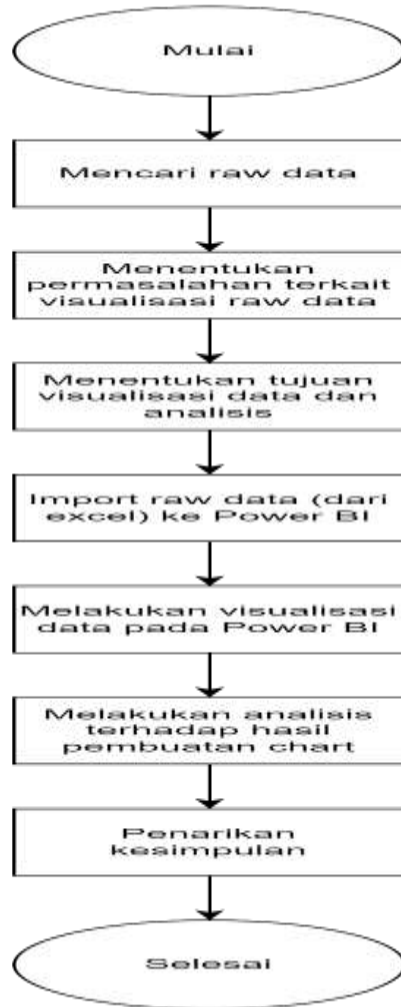 Mulai
Mencari raw data
Menentukan
permasalahan terkait
visualisasi raw data
Menentukan tujuan
visualisasi data dan
analisis
Import raw data (dari
excel) ke Power BI
Melakukan visualisasi
data pada Power BI
Melakukan analisis
terhadap hasil
pembuatan chart
Penarikan
kesimpulan
Selesai